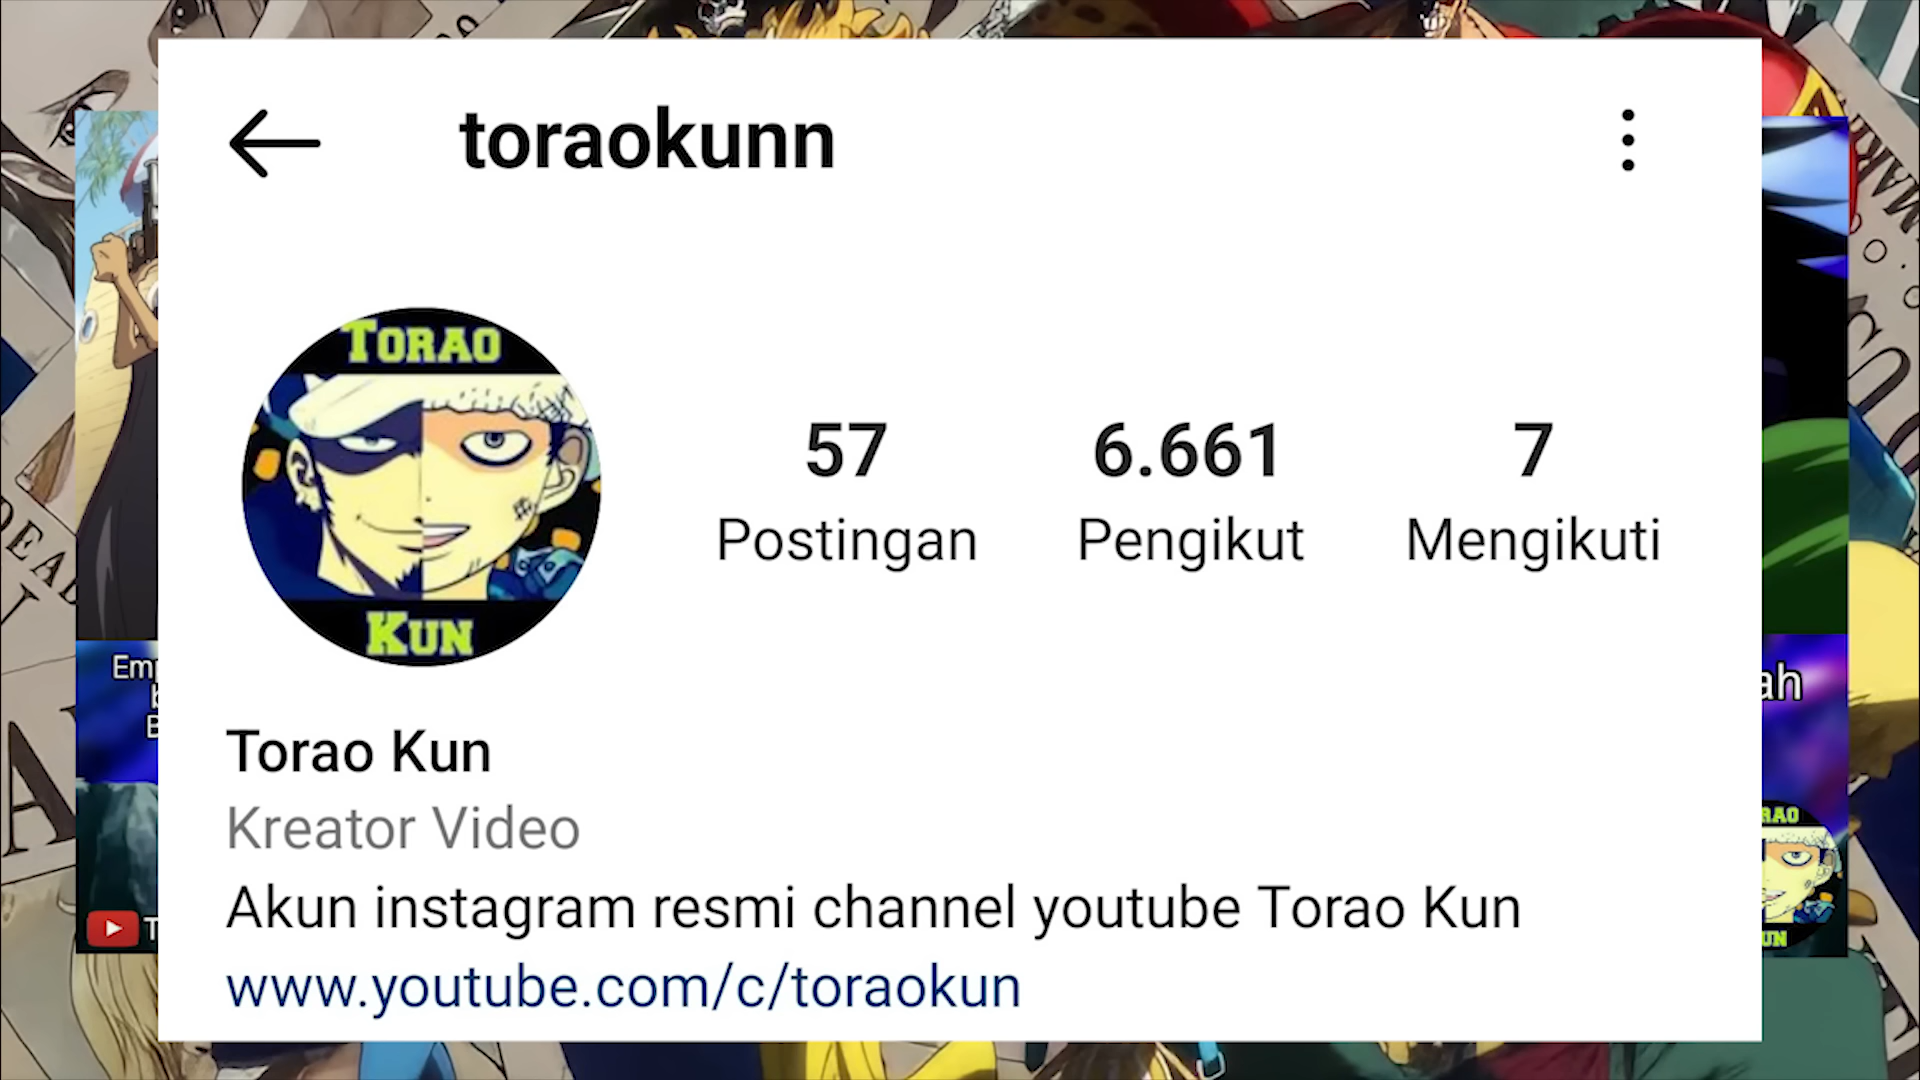 toraokunn
TORAO
KUN
57
6.661
7
Postingan
Pengikut
Mengikuti
Torao Kun
Kreator Video
Akun instagram resmi channel youtube Torao Kun
www.youtube.com/c/toraokun